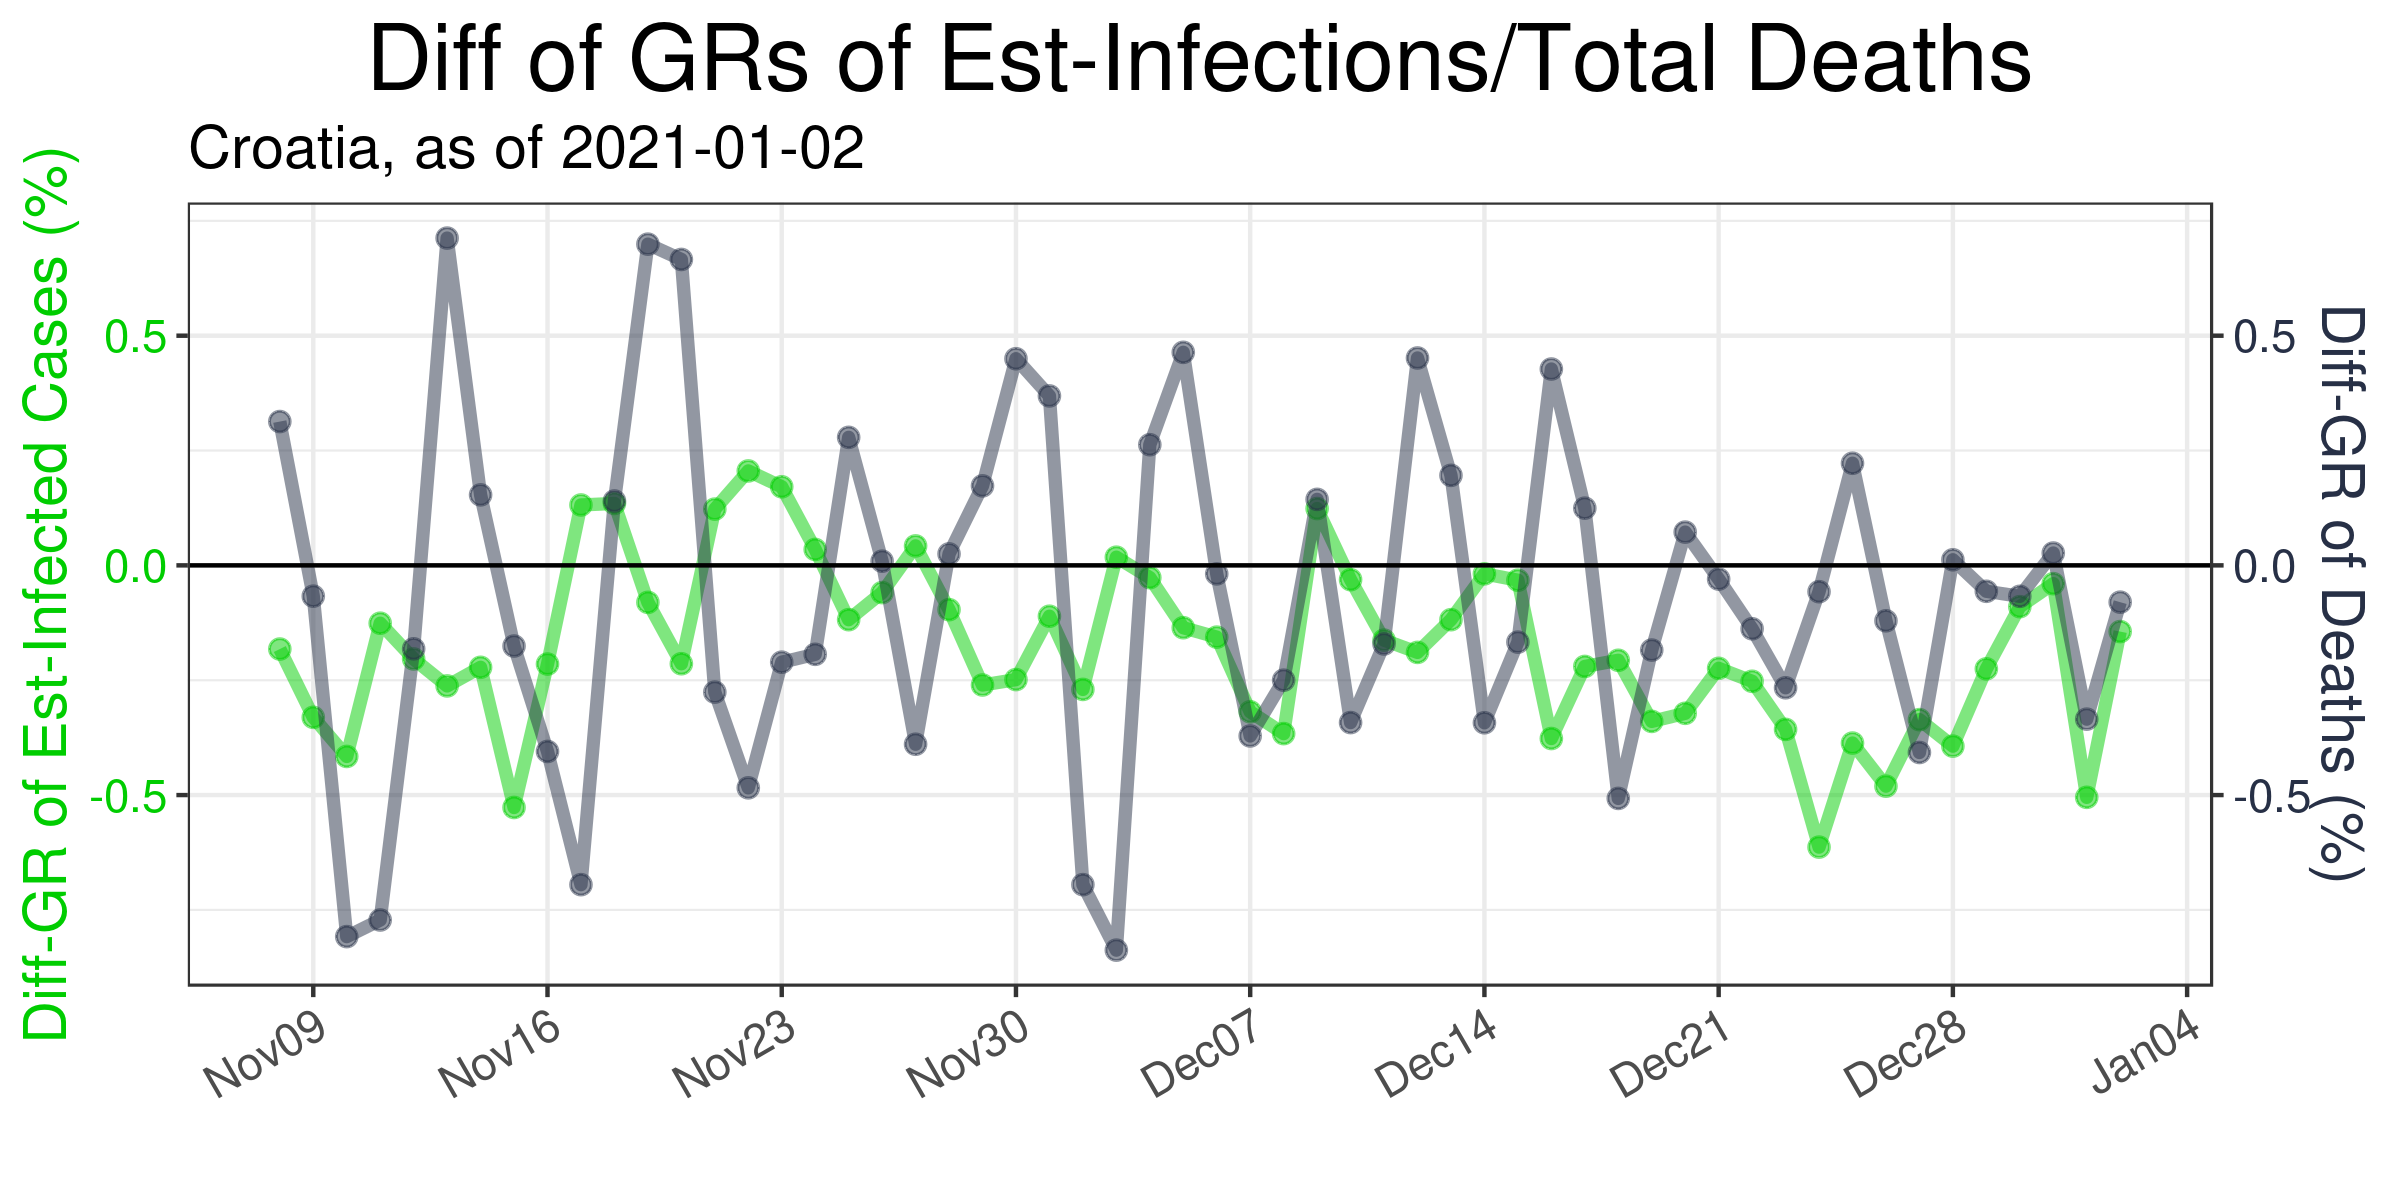 Diff of GRs of Est-Infections/Total Deaths
Croatia, as of 2021-01-02
Diff-GR of Est-Infected Cases (%)
0.5
0.0
-0.5
0.5
0.0
-0.5
Diff-GR of Deaths (%)
Nov09
Nov16
Nov23
Nov30
Dec07
Dec14
Dec21
Dec28
Jan04